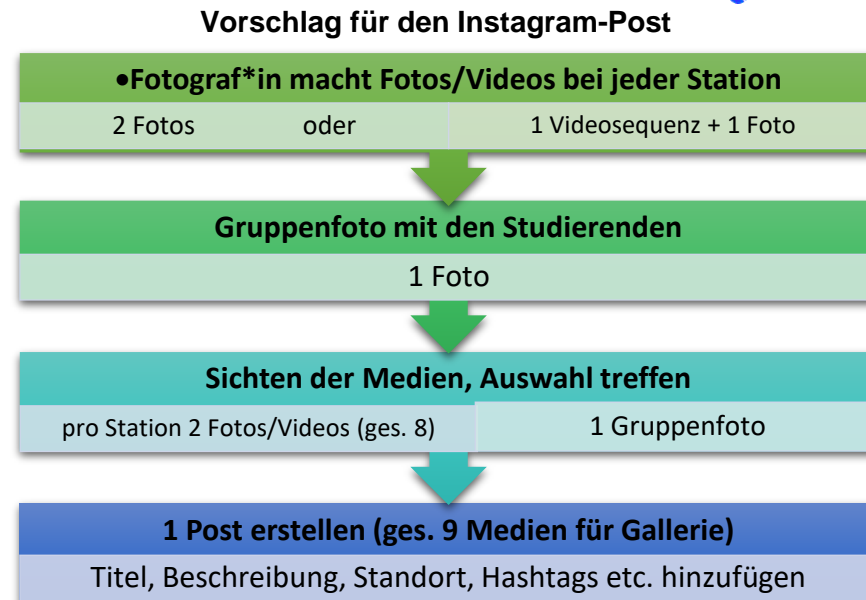 Vorschlag für den Instagram-Post
•Fotograf*in macht Fotos/Videos bei jeder Station
2 Fotos oder 1 Videosequenz + 1 Foto
Gruppenfoto mit den Studierenden
1 Foto
Sichten der Medien, Auswahl treffen
pro Station 2 Fotos/Videos (ges. 8) 1 Gruppenfoto
1 Post erstellen (ges. 9 Medien für Gallerie)
Titel, Beschreibung, Standort, Hashtags etc. hinzufügen